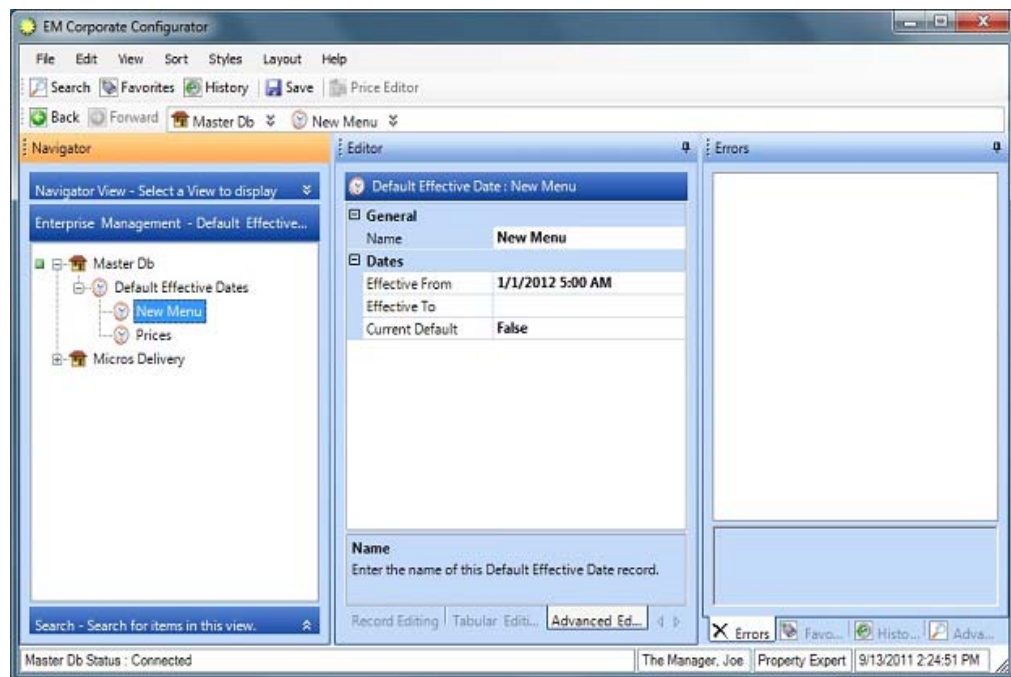 EM Corporate Configurator
File Edit View Sort Styles Layout Help
Search Favorites History Save Price Editor
Back Forward Master Db New Menu
Navigator
Navigator View - Select a View to display
Enterprise Management - Default Effective...
Master Db
Default Effective Dates
New Menu
Prices
Micros Delivery
Search - Search for items in this view.
Editor
Default Effective Date : New Menu
General
Name New Menu
Dates
Effective From 1/1/2012 5:00 AM
Effective To
Current Default False
Name
Enter the name of this Default Effective Date record.
Record Editing Tabular Editi... Advanced Ed...
Errors
Errors Favo... Histo... Adva...
Master Db Status : Connected The Manager, Joe Property Expert 9/13/2011 2:24:51 PM